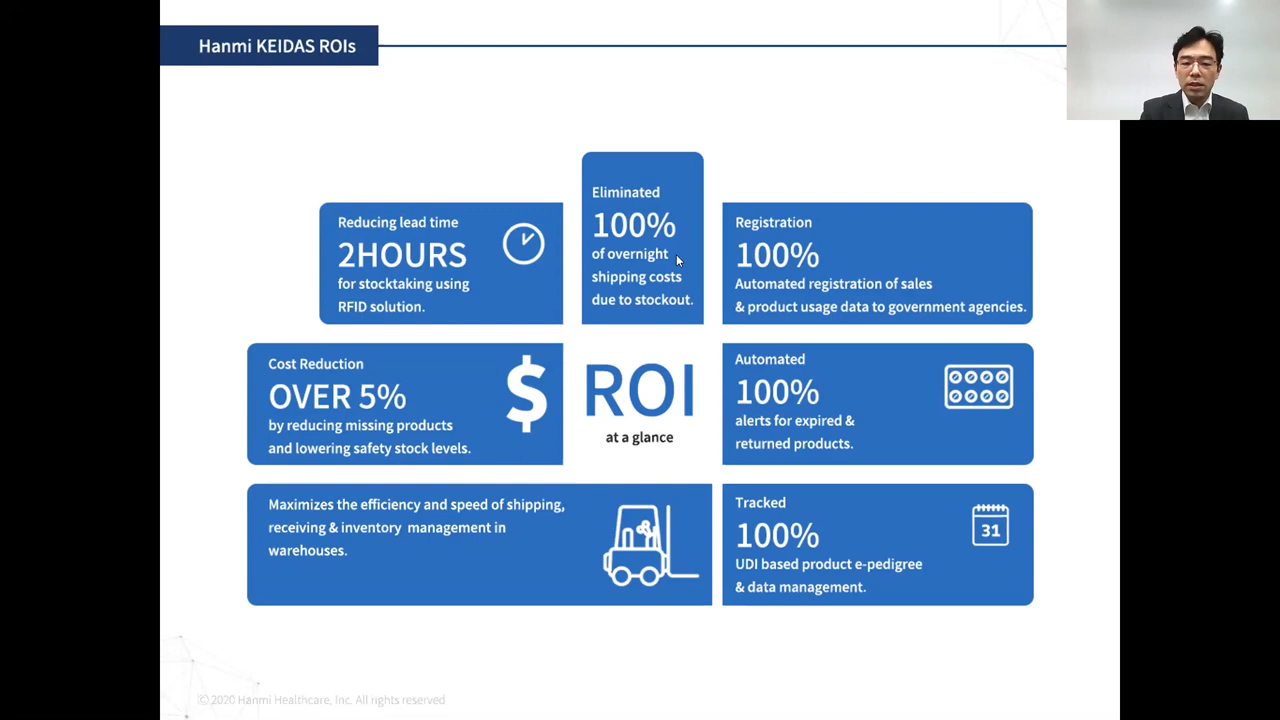 Hanmi KEIDAS ROIs
Eliminated
100%
of overnight
shipping costs
due to stockout.
Reducing lead time
2HOURS
for stocktaking using
RFID solution.
Registration
100%
Automated registration of sales
& product usage data to government agencies.
Cost Reduction
OVER 5%
by reducing missing products
and lowering safety stock levels.
$
ROI
at a glance
Automated
100%
alerts for expired &
returned products.
Maximizes the efficiency and speed of shipping,
receiving & inventory management in
warehouses.
Tracked
100%
UDI based product e-pedigree
& data management.
31
ⓒ 2020 Hanmi Healthcare, Inc. All rights reserved